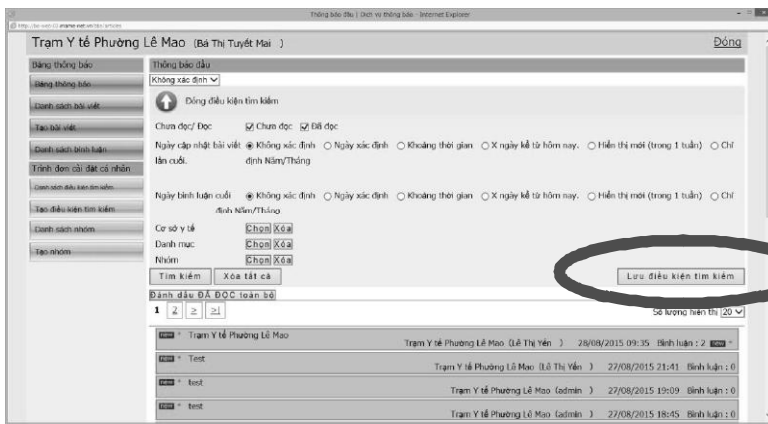 Thông báo đầu | Dịch vụ thông báo - Internet Explorer
Trạm Y tế Phường Lê Mao (Bá Thị Tuyết Mai )
Đóng
Bảng thông báo
Bảng thông báo
Danh sách bài viết
Tạo bài viết
Danh sách bình luận
Trình đơn cài đặt cá nhân
Danh sách điều kiện tìm kiếm
Tạo điều kiện tìm kiếm
Danh sách nhóm
Tạo nhóm
Thông báo đầu
Không xác định
Đóng điều kiện tìm kiếm
Chưa đọc/ Đọc Chưa đọc Đã đọc
Ngày cập nhật bài viết Không xác định Ngày xác định Khoảng thời gian X ngày kể từ hôm nay. Hiển thị mới (trong 1 tuần) Chỉ
lần cuối. định Năm/Tháng
Ngày bình luận cuối Không xác định Ngày xác định Khoảng thời gian X ngày kể từ hôm nay. Hiển thị mới (trong 1 tuần) Chỉ
định Năm/Tháng
Cơ sở y tế Chọn Xóa
Danh mục Chọn Xóa
Nhóm Chọn Xóa
Tìm kiếm Xóa tất cả Lưu điều kiện tìm kiếm
Đánh dấu ĐÃ ĐỌC toàn bộ
1 2 > >|
Số lượng hiển thị 20
new * Trạm Y tế Phường Lê Mao
Trạm Y tế Phường Lê Mao (Lê Thị Yến ) 28/08/2015 09:35 Bình luận : 2 new *
new * Test
Trạm Y tế Phường Lê Mao (Lê Thị Yến ) 27/08/2015 21:41 Bình luận : 0
new * test
Trạm Y tế Phường Lê Mao (admin ) 27/08/2015 19:09 Bình luận : 0
new * test
Trạm Y tế Phường Lê Mao (admin ) 27/08/2015 18:45 Bình luận : 0